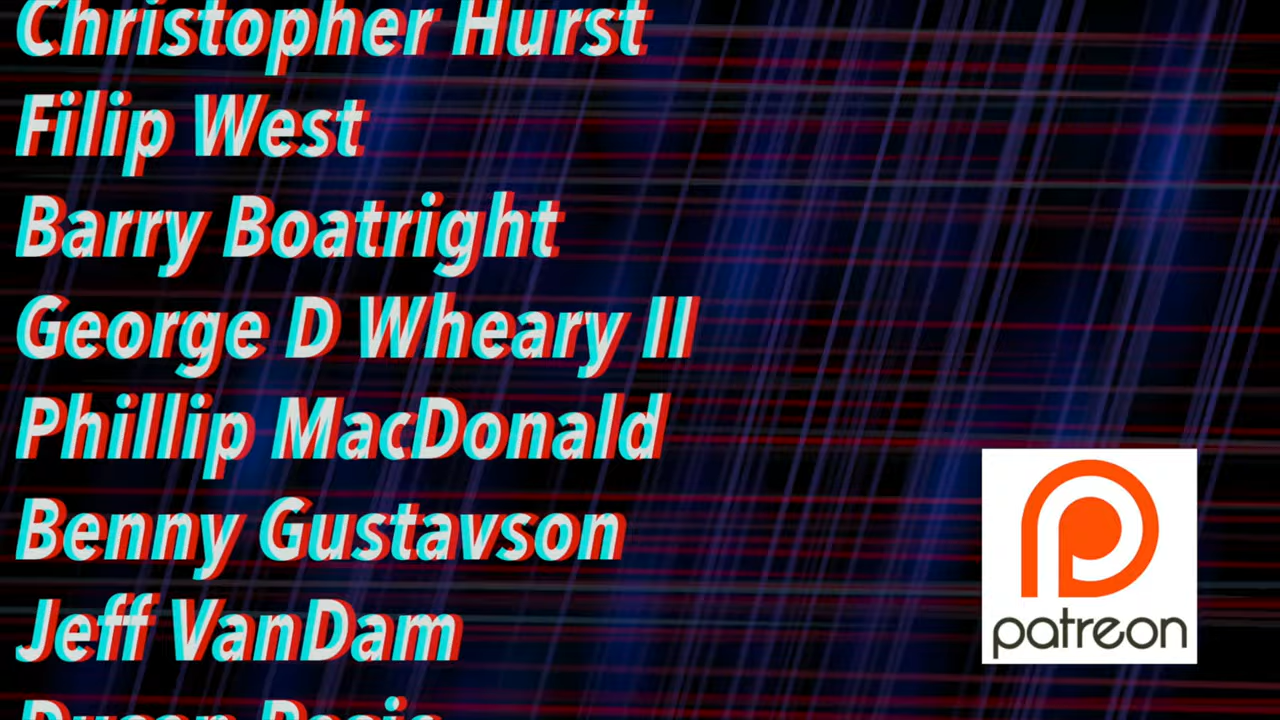 Christopher Hurst
Filip West
Barry Boatright
George D Wheary II
Phillip MacDonald
Benny Gustavson
Jeff VanDam
patreon